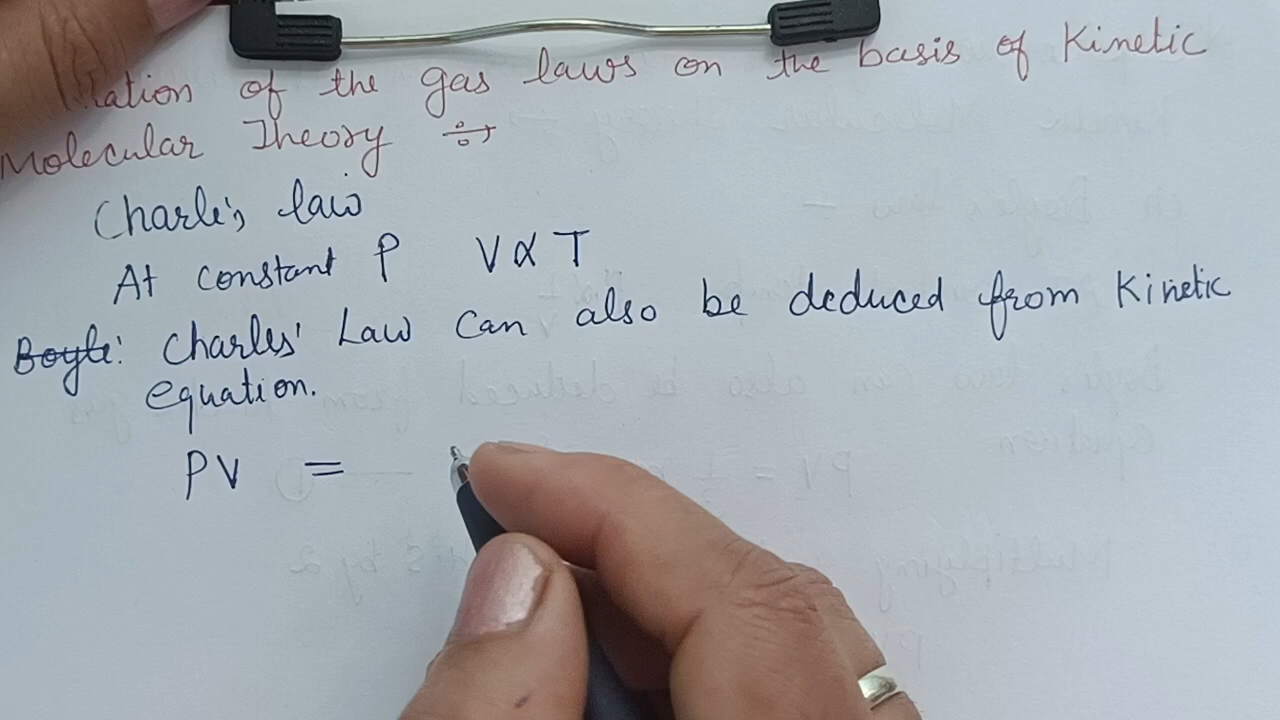 of the gas laws on the basis of Kinetic
Molecular Theory ÷
Charle's law
At constant P V ∝ T
Boyle: Charles' Law can also be deduced from Kinetic
equation.
PV =